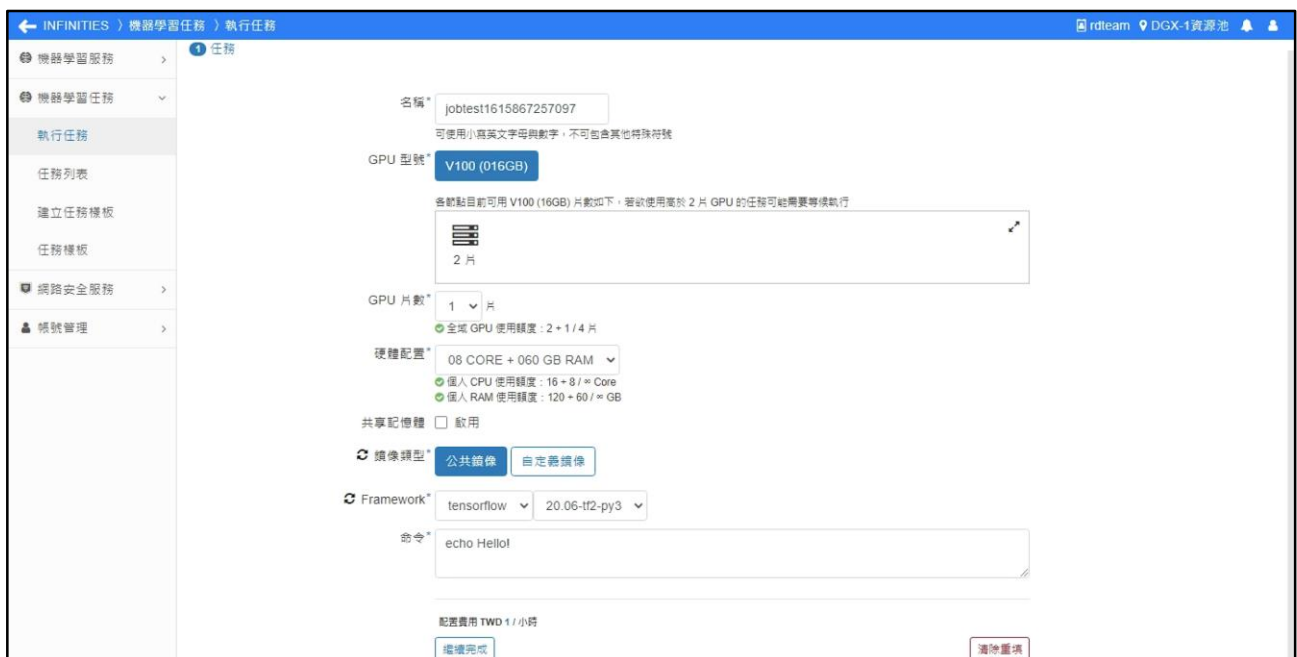 INFINITIES 〉機器學習任務 〉執行任務
rdteam DGX-1資源池
機器學習服務
機器學習任務
執行任務
任務列表
建立任務樣板
任務樣板
網路安全服務
帳號管理
1 任務
名稱*
jobtest1615867257097
可使用小寫英文字母與數字，不可包含其他特殊符號
GPU 型號*
V100 (016GB)
各節點目前可用 V100 (16GB) 片數如下，若欲使用高於 2 片 GPU 的任務可能需要等候執行
2 片
GPU 片數*
1 片
全域 GPU 使用額度：2 + 1 / 4 片
硬體配置*
08 CORE + 060 GB RAM
個人 CPU 使用額度：16 + 8 / ∞ Core
個人 RAM 使用額度：120 + 60 / ∞ GB
共享記憶體 啟用
鏡像類型*
公共鏡像 自定義鏡像
Framework*
tensorflow 20.06-tf2-py3
命令*
echo Hello!
配置費用 TWD 1 / 小時
繼續完成 清除重填